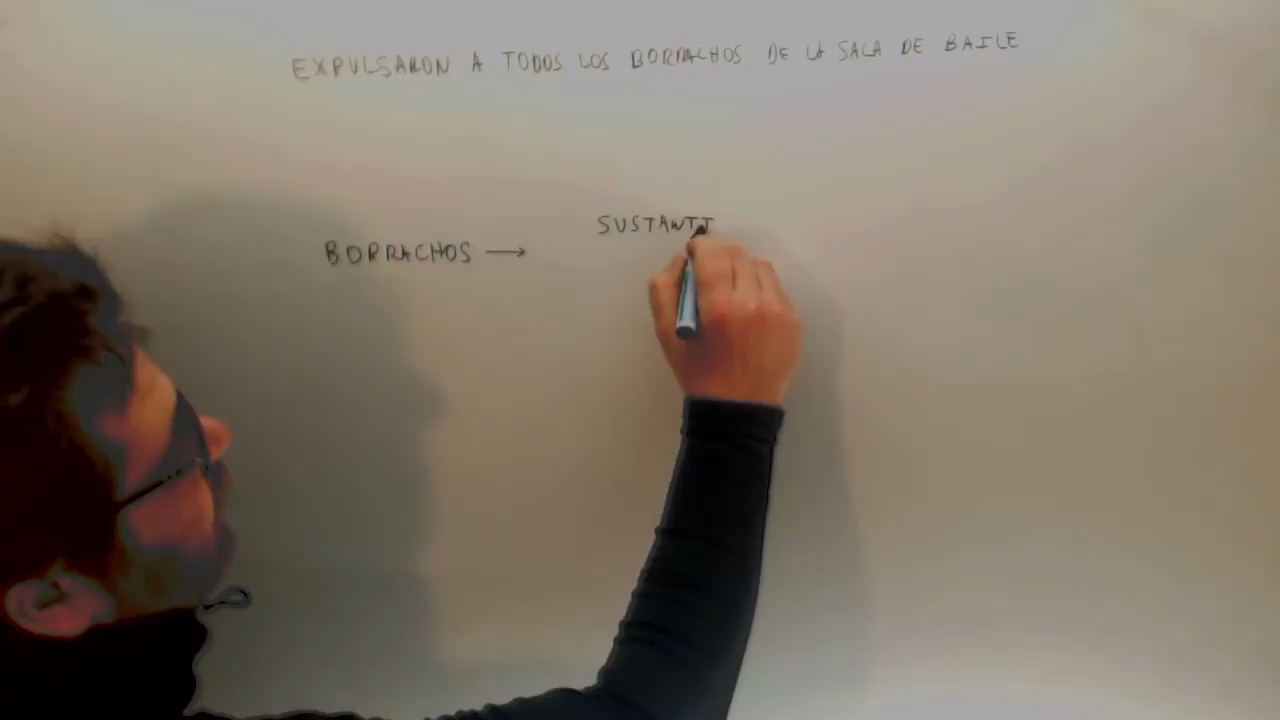 EXPULSARON A TODOS LOS BORRACHOS DE LA SALA DE BAILE
SUSTANTI
BORRACHOS →